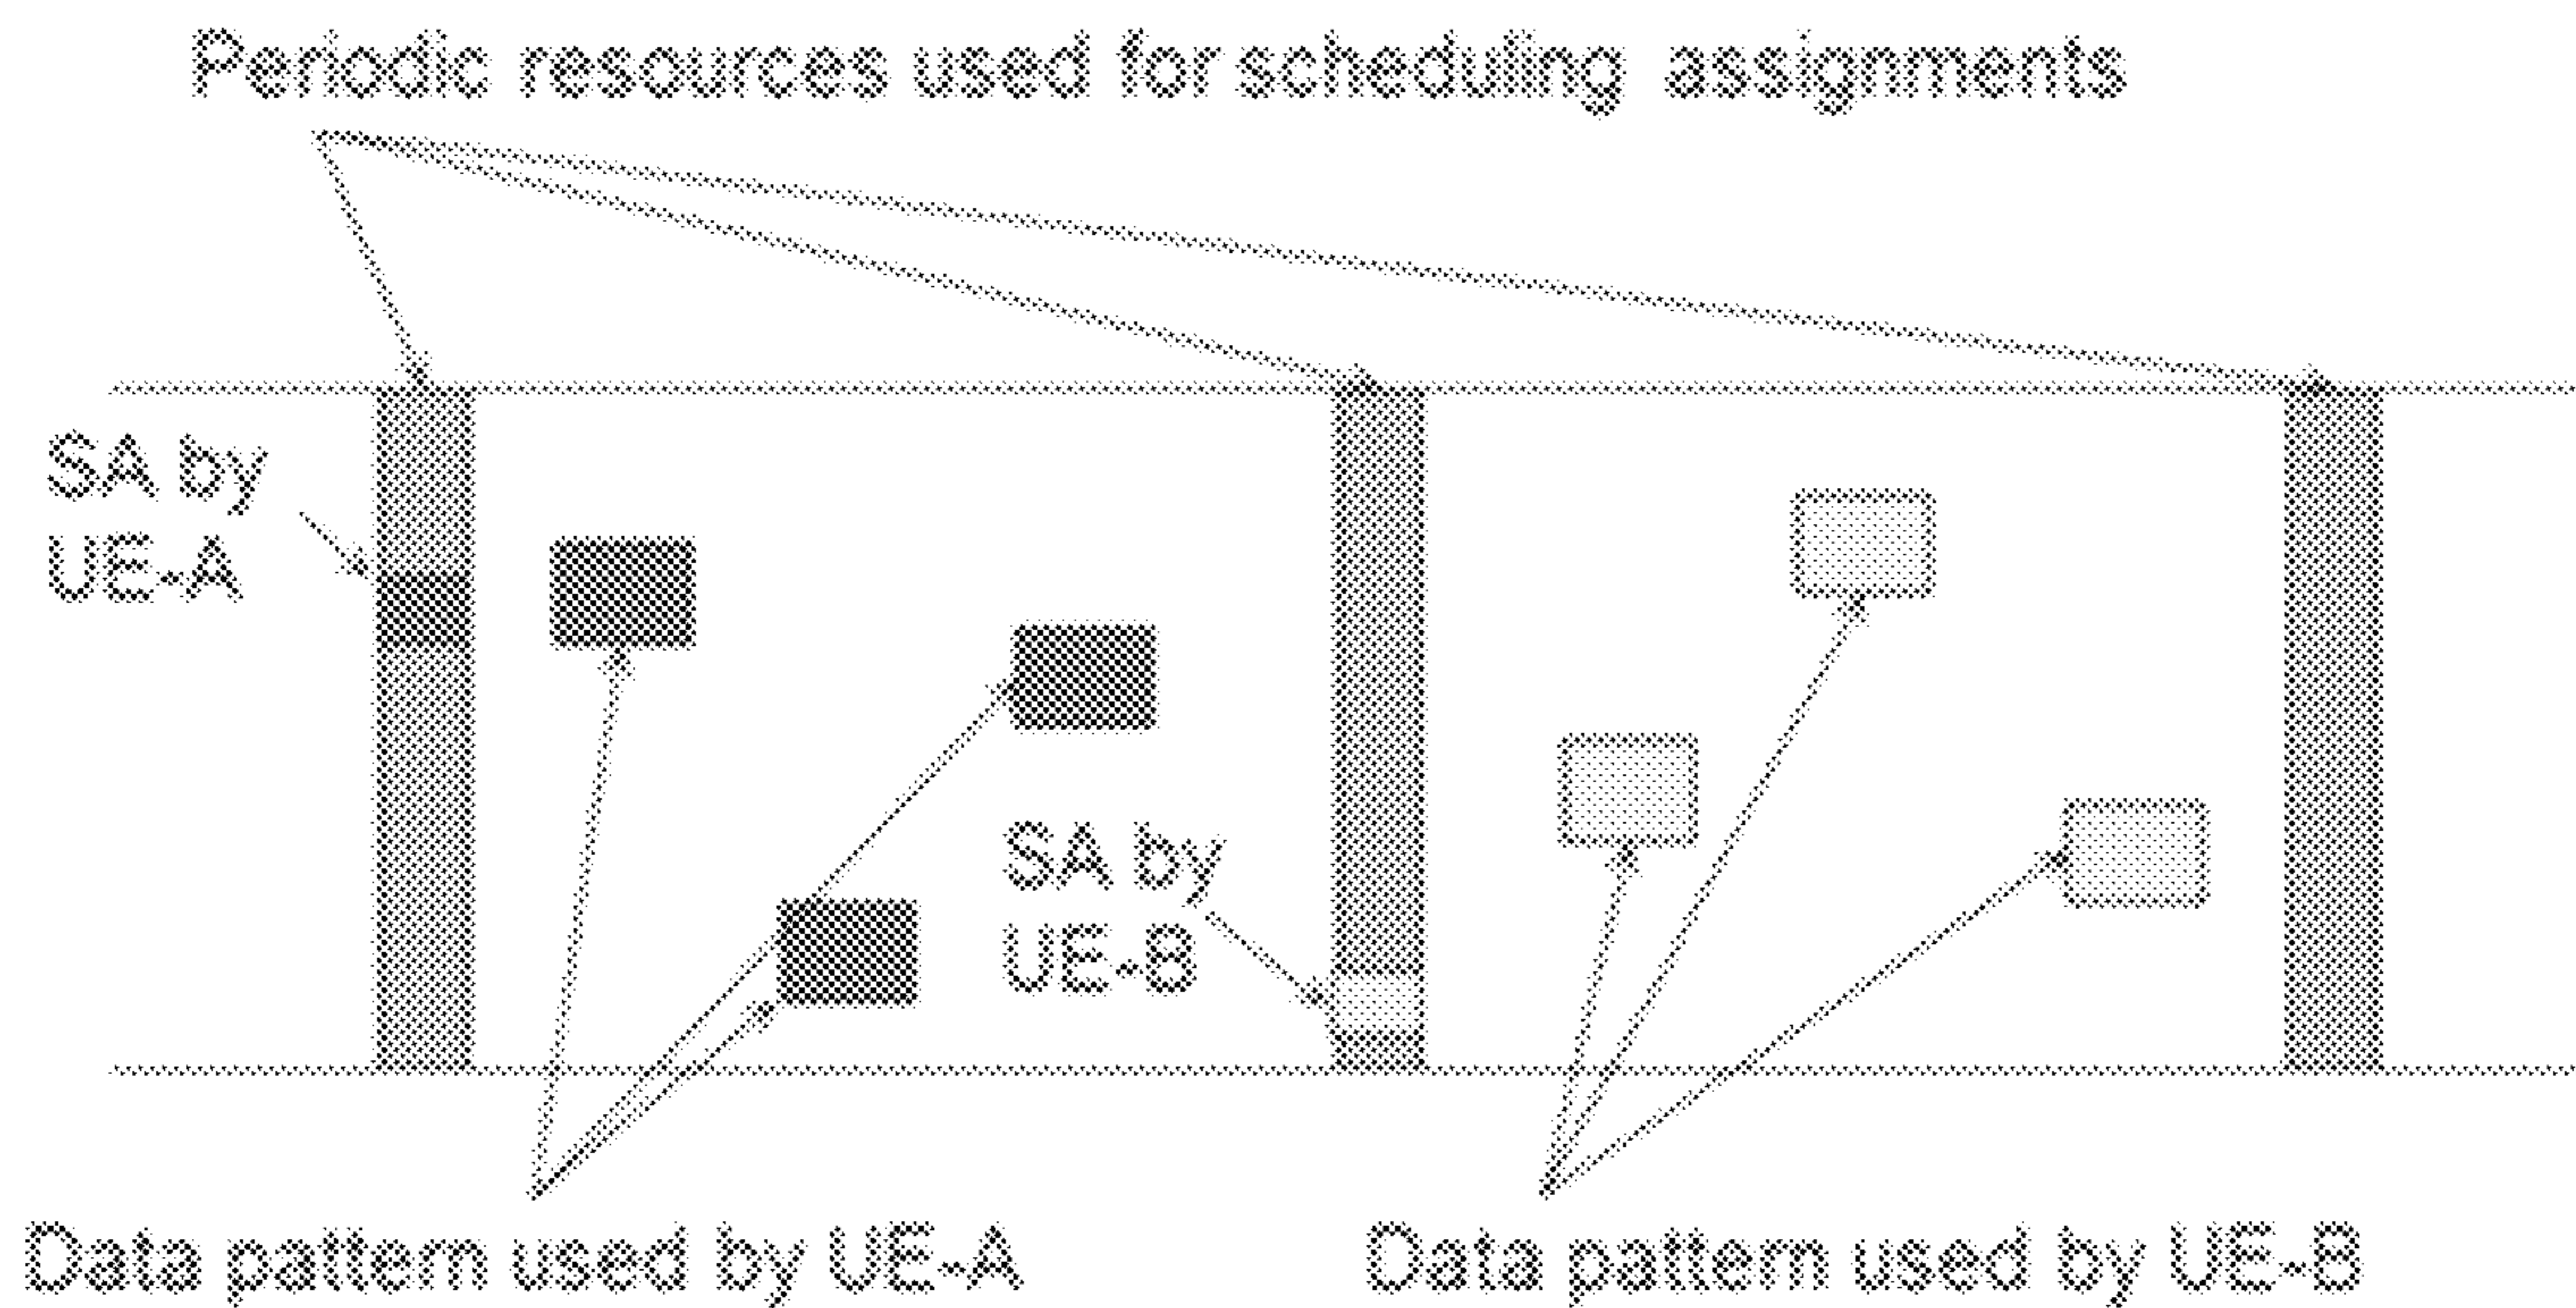 Periodic resources used for scheduling assignments
SA by
UE-A
SA by
UE-B
Data pattern used by UE-A
Data pattern used by UE-B